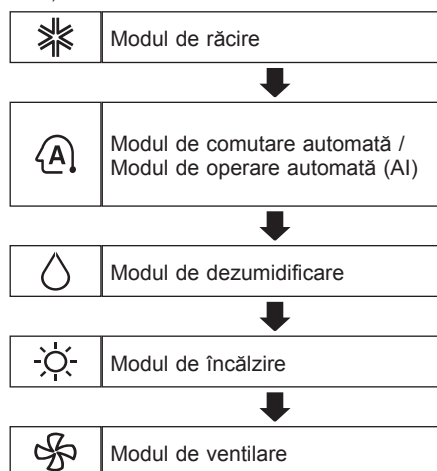 Modul de răcire
A
Modul de comutare automată /
Modul de operare automată (AI)
Modul de dezumidificare
Modul de încălzire
Modul de ventilare